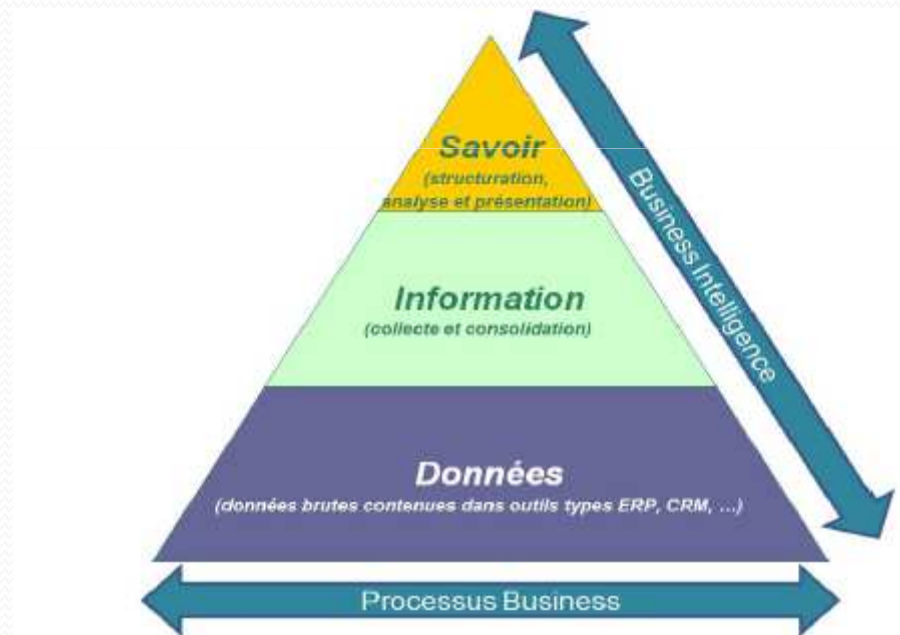 Savoir
(structuration,
analyse et présentation)
Information
(collecte et consolidation)
Données
(données brutes contenues dans outils types ERP, CRM, ...)
Business Intelligence
Processus Business